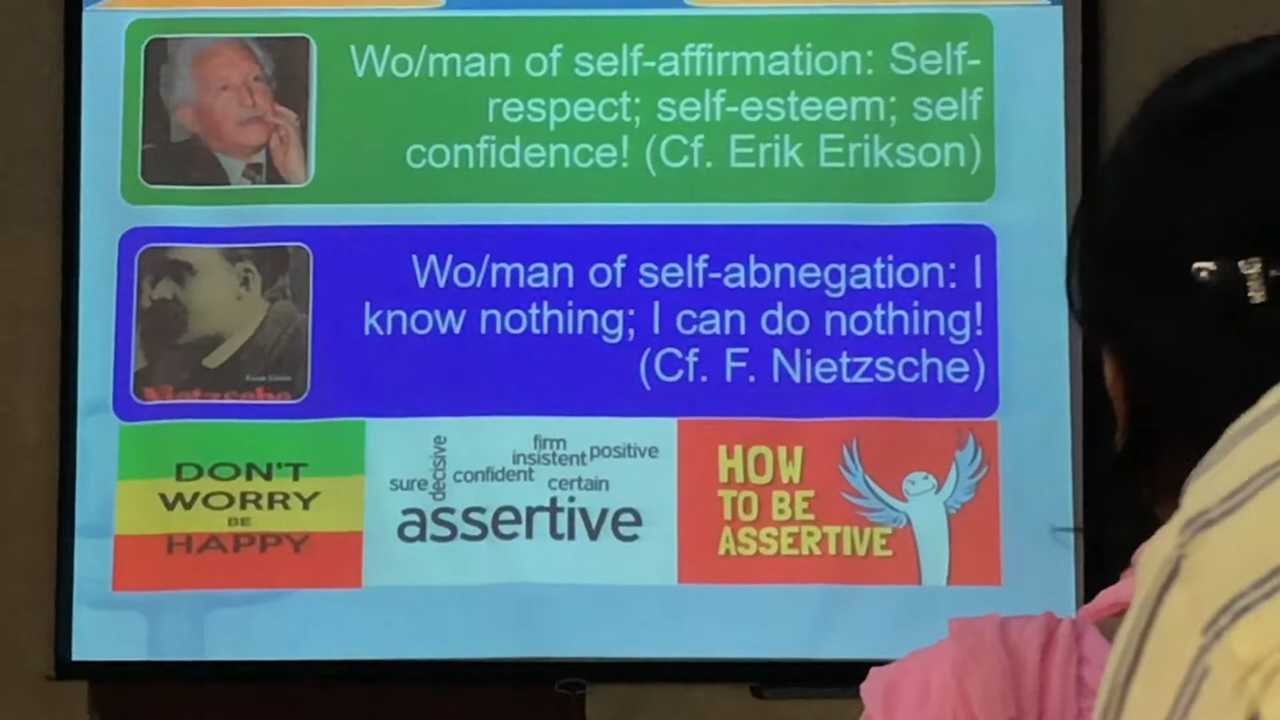 Wo/man of self-affirmation: Self-
respect; self-esteem; self
confidence! (Cf. Erik Erikson)
Wo/man of self-abnegation: I
know nothing; I can do nothing!
(Cf. F. Nietzsche)
Nietzsche
DON'T
WORRY
BE
HAPPY
decisive
firm
insistent positive
sure confident certain
assertive
HOW
TO BE
ASSERTIVE